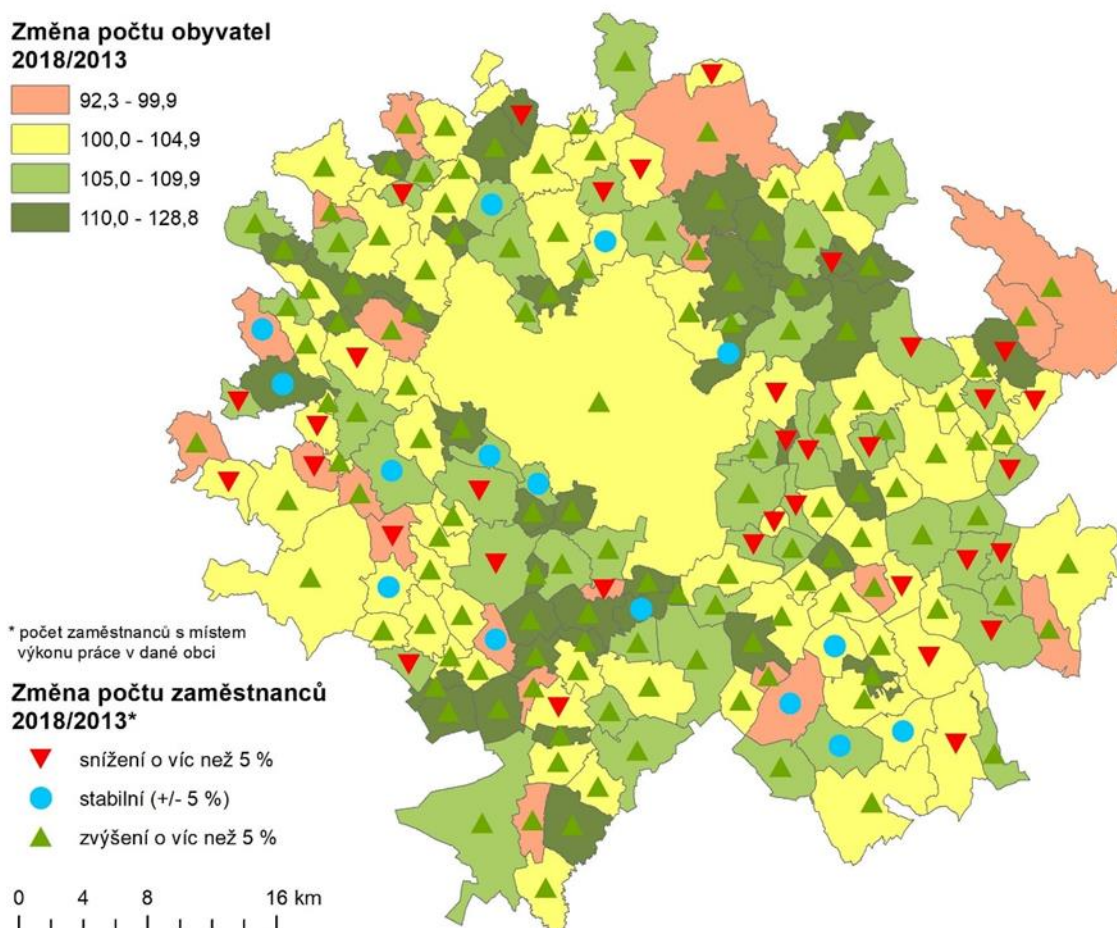 Změna počtu obyvatel
2018/2013
92,3 - 99,9
100,0 - 104,9
105,0 - 109,9
110,0 - 128,8
* počet zaměstnanců s místem
výkonu práce v dané obci
Změna počtu zaměstnanců
2018/2013*
snížení o víc než 5 %
stabilní (+/- 5 %)
zvýšení o víc než 5 %
0 4 8 16 km